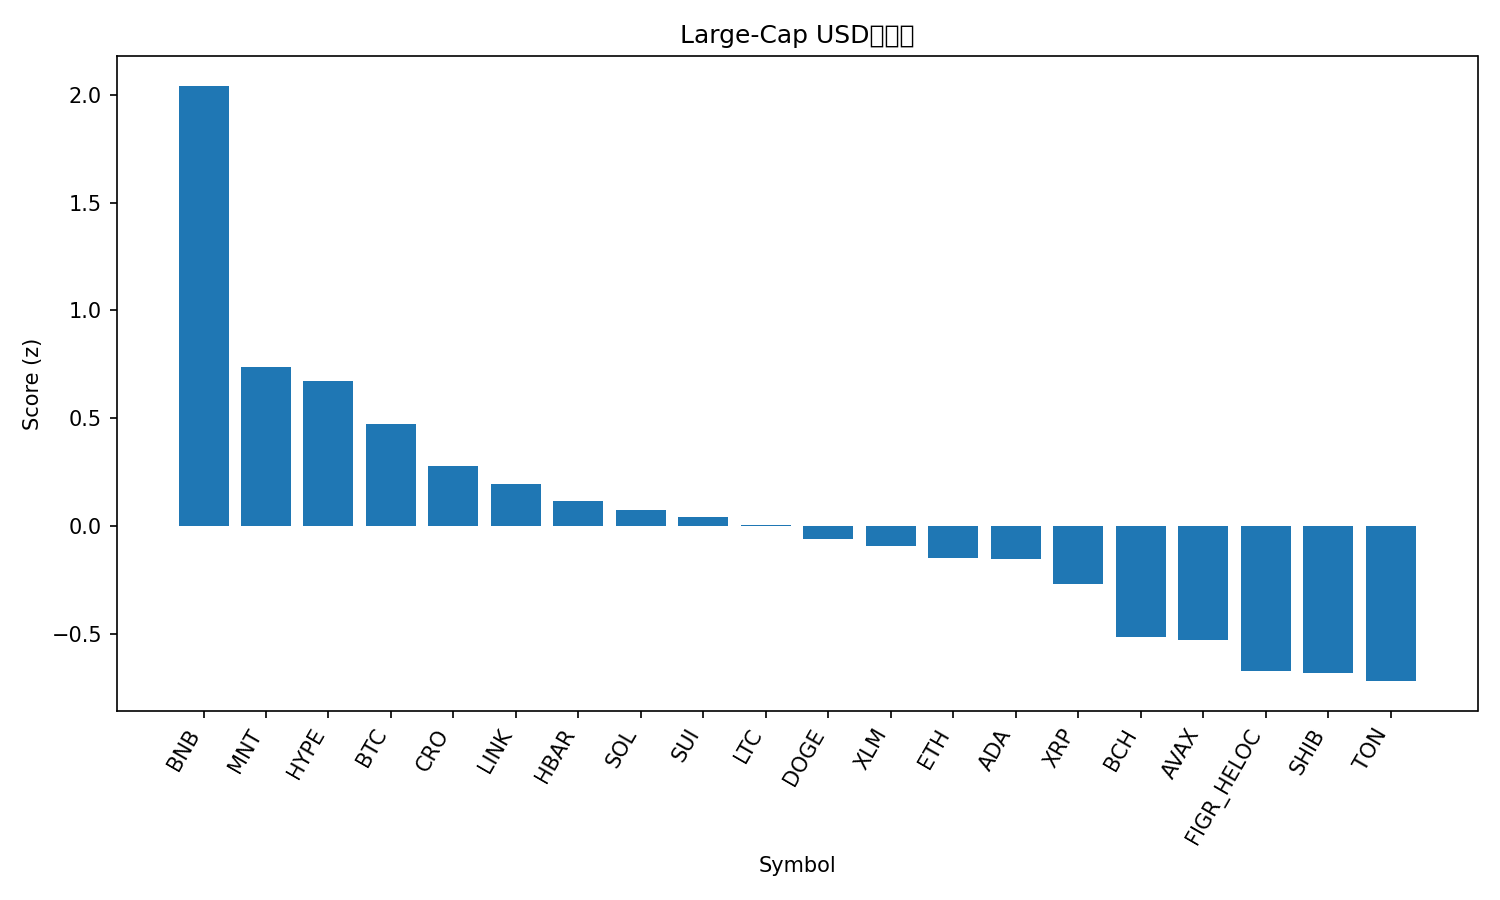 Large-Cap USD
Score (z)
2.0
1.5
1.0
0.5
0.0
−0.5
BNB
MNT
HYPE
BTC
CRO
LINK
HBAR
SOL
SUI
LTC
DOGE
XLM
ETH
ADA
XRP
BCH
AVAX
FIGR_HELOC
SHIB
TON
Symbol